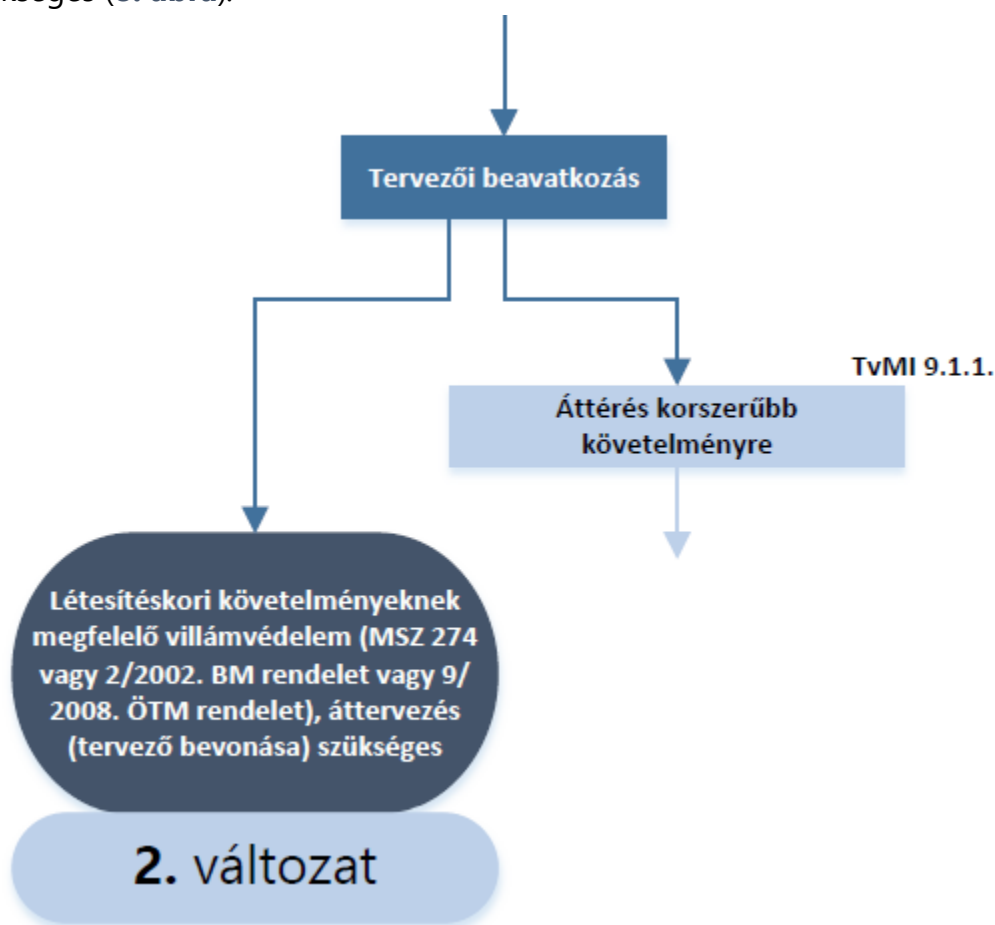 Tervezői beavatkozás
TvMI 9.1.1.
Áttérés korszerűbb
követelményre
Létesítéskori követelményeknek
megfelelő villámvédelem (MSZ 274
vagy 2/2002. BM rendelet vagy 9/
2008. ÖTM rendelet), áttervezés
(tervező bevonása) szükséges
2. változat